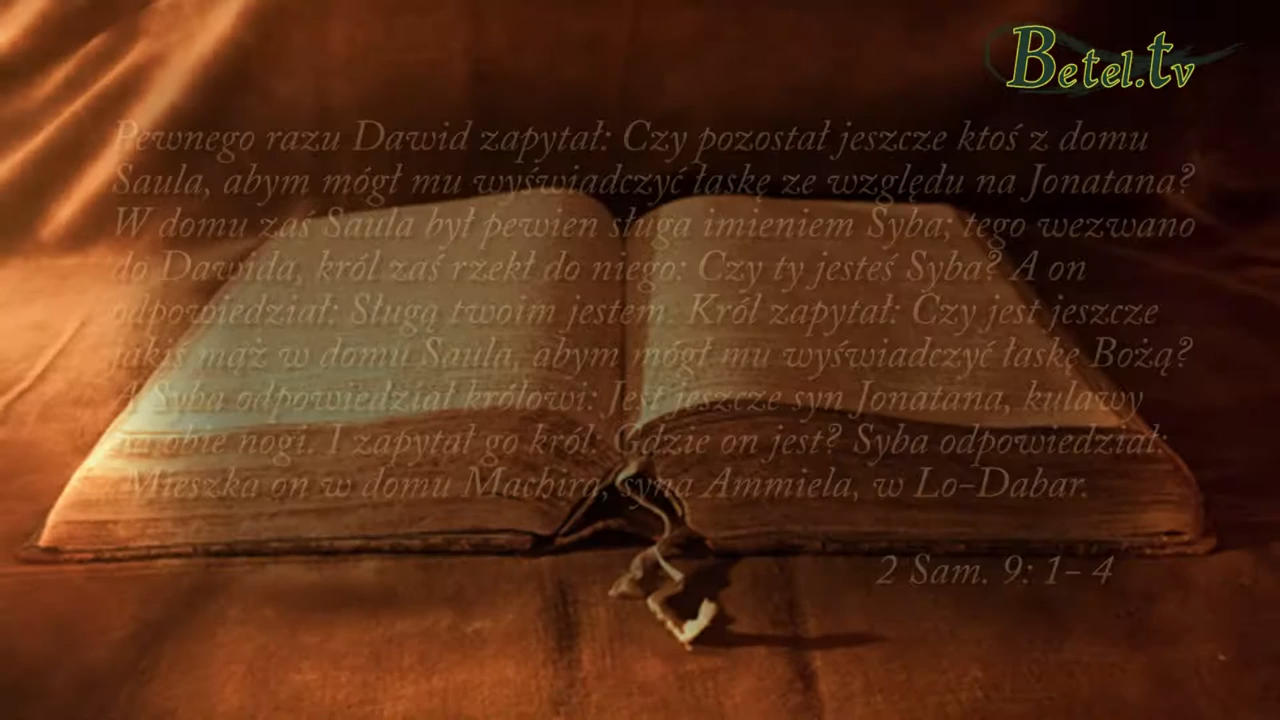 Betel.tv
Pewnego razu Dawid zapytał: Czy pozostał jeszcze ktoś z domu
Saula, abym mógł mu wyświadczyć łaskę ze względu na Jonatana?
W domu zaś Saula był pewien sługa imieniem Syba; tego wezwano
do Dawida, król zaś rzekł do niego: Czy ty jesteś Syba? A on
odpowiedział: Sługą twoim jestem. Król zapytał: Czy jest jeszcze
jakiś mąż w domu Saula, abym mógł mu wyświadczyć łaskę Bożą?
A Syba odpowiedział królowi: Jest jeszcze syn Jonatana, kulawy
na obie nogi. I zapytał go król: Gdzie on jest? Syba odpowiedział:
Mieszka on w domu Machira, syna Ammiela, w Lo-Dabar.
2 Sam. 9: 1- 4